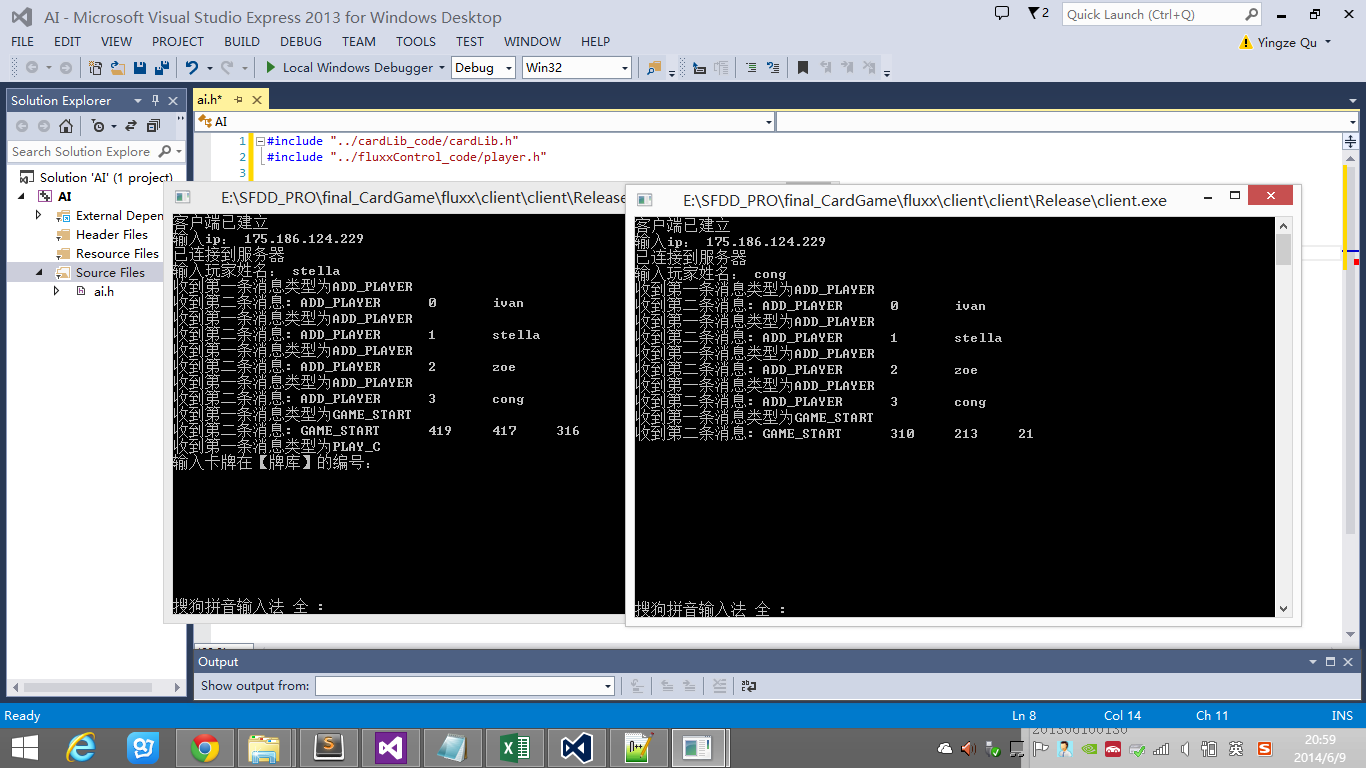 AI - Microsoft Visual Studio Express 2013 for Windows Desktop
2
Quick Launch (Ctrl+Q)
FILE EDIT VIEW PROJECT BUILD DEBUG TEAM TOOLS TEST WINDOW HELP
Yingze Qu
Local Windows Debugger Debug Win32
Solution Explorer
ai.h*
AI
Search Solution Explorer
Solution 'AI' (1 project)
AI
External Depen
Header Files
Resource Files
Source Files
ai.h
1 #include "../cardLib_code/cardLib.h"
2 #include "../fluxxControl_code/player.h"
3
E:\SFDD_PRO\final_CardGame\fluxx\client\client\Release
客户端已建立
输入ip： 175.186.124.229
已连接到服务器
输入玩家姓名： stella
收到第一条消息类型为ADD_PLAYER
收到第二条消息：ADD_PLAYER 0 ivan
收到第一条消息类型为ADD_PLAYER
收到第二条消息：ADD_PLAYER 1 stella
收到第一条消息类型为ADD_PLAYER
收到第二条消息：ADD_PLAYER 2 zoe
收到第一条消息类型为ADD_PLAYER
收到第二条消息：ADD_PLAYER 3 cong
收到第一条消息类型为GAME_START
收到第二条消息：GAME_START 419 417 316
收到第一条消息类型为PLAY_C
输入卡牌在【牌库】的编号：
搜狗拼音输入法 全 ：
E:\SFDD_PRO\final_CardGame\fluxx\client\client\Release\client.exe
客户端已建立
输入ip： 175.186.124.229
已连接到服务器
输入玩家姓名： cong
收到第一条消息类型为ADD_PLAYER
收到第二条消息：ADD_PLAYER 0 ivan
收到第一条消息类型为ADD_PLAYER
收到第二条消息：ADD_PLAYER 1 stella
收到第一条消息类型为ADD_PLAYER
收到第二条消息：ADD_PLAYER 2 zoe
收到第一条消息类型为ADD_PLAYER
收到第二条消息：ADD_PLAYER 3 cong
收到第一条消息类型为GAME_START
收到第二条消息：GAME_START 310 213 21
搜狗拼音输入法 全 ：
Output
Show output from:
Ready Ln 8 Col 14 Ch 11 INS
英
20:59
2014/6/9